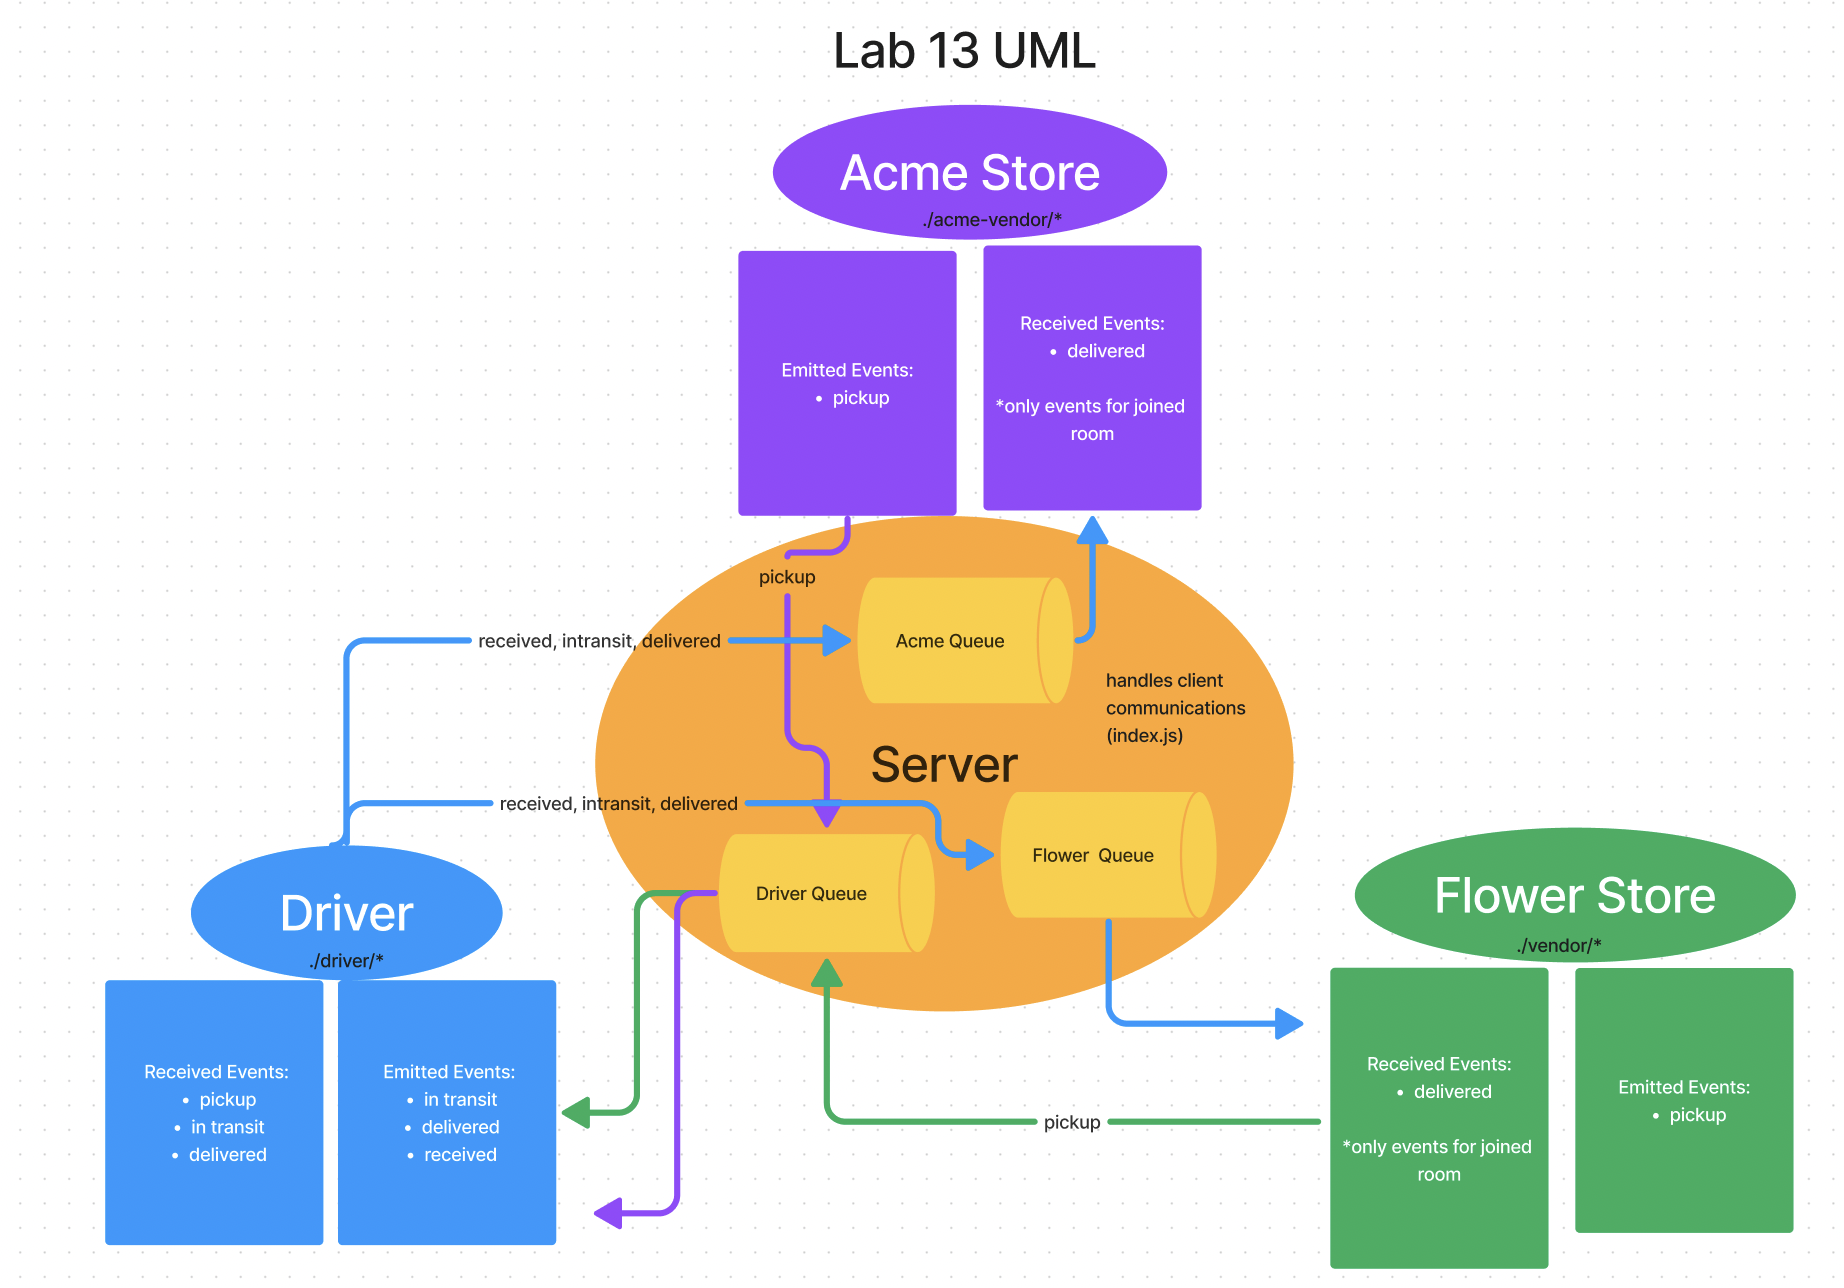 Lab 13 UML
Acme Store
./acme-vendor/*
Emitted Events:
• pickup
Received Events:
• delivered
*only events for joined
room
pickup
received, intransit, delivered
Acme Queue
handles client
communications
(index.js)
Server
received, intransit, delivered
Flower  Queue
Driver Queue
Driver
./driver/*
Received Events:
• pickup
• in transit
• delivered
Emitted Events:
• in transit
• delivered
• received
pickup
Flower Store
./vendor/*
Received Events:
• delivered
*only events for joined
room
Emitted Events:
• pickup